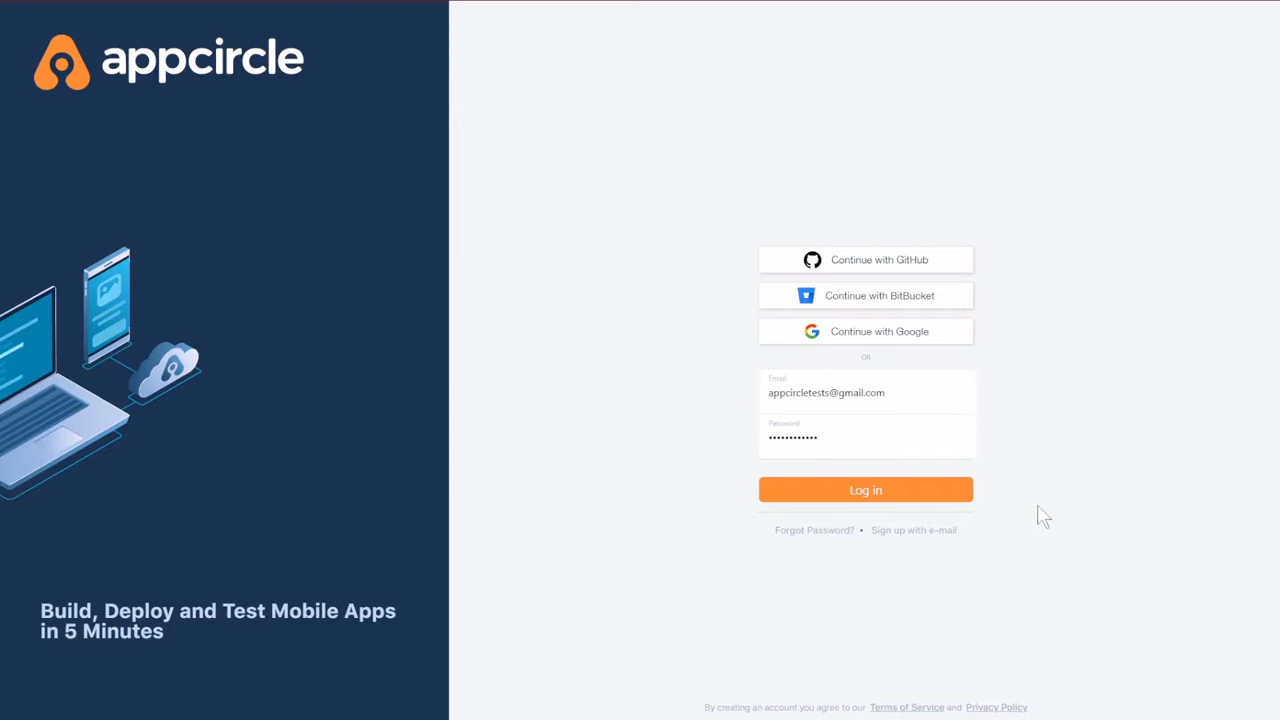 appcircle
Build, Deploy and Test Mobile Apps
in 5 Minutes
Continue with GitHub
Continue with BitBucket
Continue with Google
OR
Email
appcircletests@gmail.com
Password
••••••••••••
Log in
Forgot Password? • Sign up with e-mail
By creating an account you agree to our Terms of Service and Privacy Policy